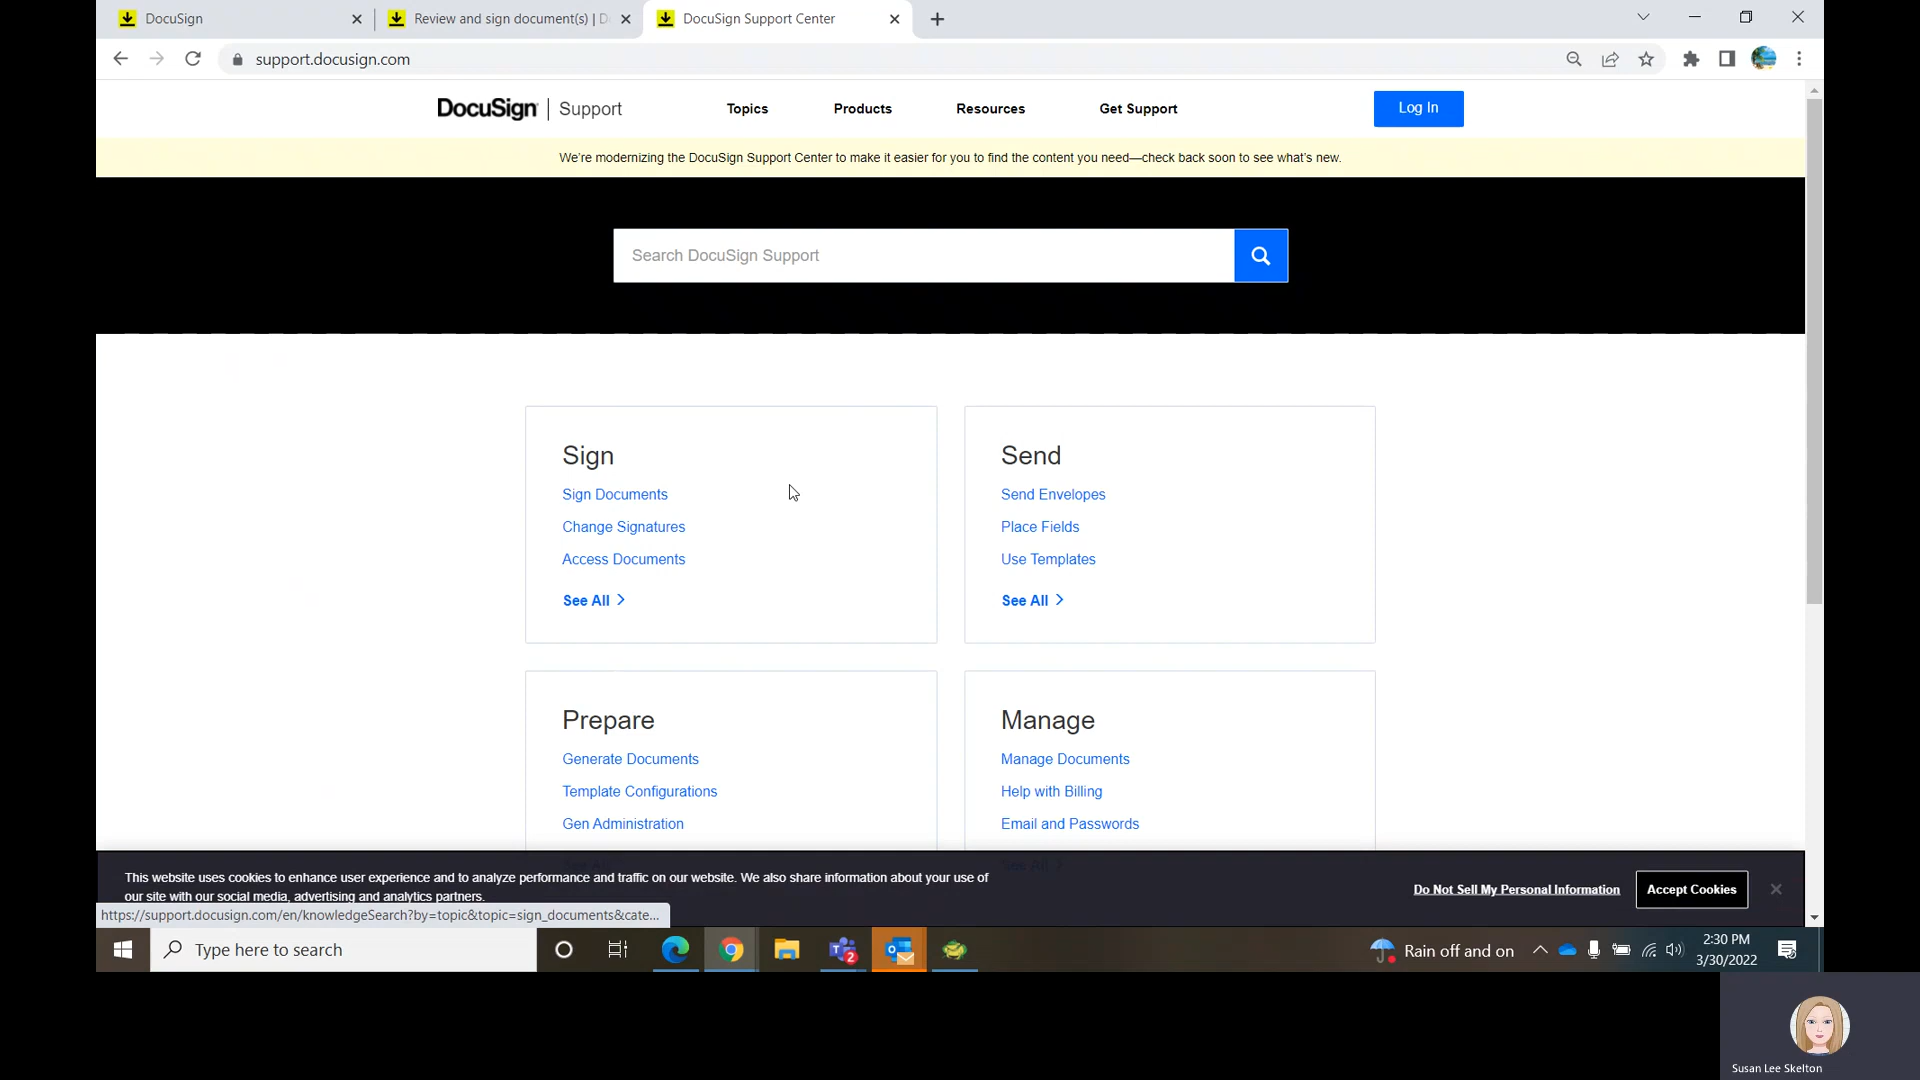 DocuSign
Review and sign document(s) | D
DocuSign Support Center
support.docusign.com
DocuSign | Support
Topics
Products
Resources
Get Support
Log In
We're modernizing the DocuSign Support Center to make it easier for you to find the content you need—check back soon to see what's new.
Search DocuSign Support
Sign
Sign Documents
Change Signatures
Access Documents
See All
Send
Send Envelopes
Place Fields
Use Templates
See All
Prepare
Generate Documents
Template Configurations
Gen Administration
Manage
Manage Documents
Help with Billing
Email and Passwords
See All
This website uses cookies to enhance user experience and to analyze performance and traffic on our website. We also share information about your use of
our site with our social media, advertising and analytics partners.
Do Not Sell My Personal Information
Accept Cookies
https://support.docusign.com/en/knowledgeSearch?by=topic&topic=sign_documents&cate...
Type here to search
2
Rain off and on
2:30 PM
3/30/2022
Susan Lee Skelton